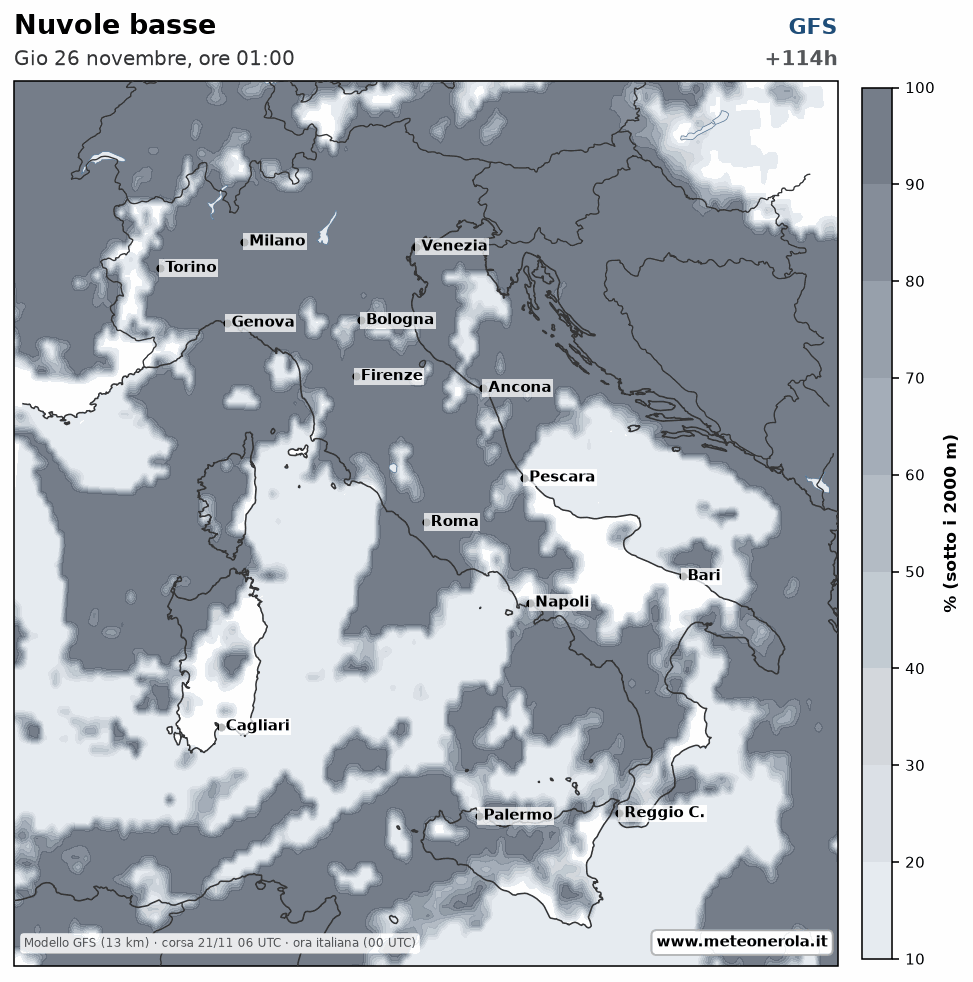 Nuvole basse
GFS
Gio 26 novembre, ore 01:00
+114h
100
90
80
70
60
50
40
30
20
10
% (sotto i 2000 m)
Milano
Venezia
Torino
Genova
Bologna
Firenze
Ancona
Pescara
Roma
Bari
Napoli
Cagliari
Palermo
Reggio C.
Modello GFS (13 km) · corsa 21/11 06 UTC · ora italiana (00 UTC)
www.meteonerola.it